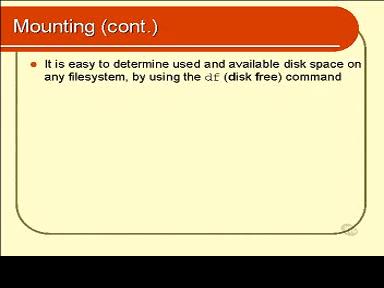 Mounting (cont.)
It is easy to determine used and available disk space on
any filesystem, by using the df (disk free) command